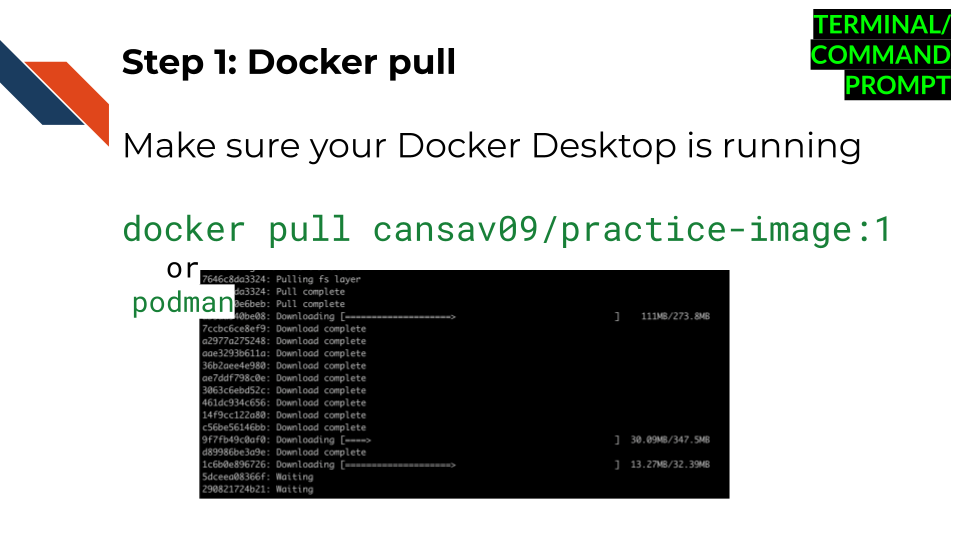 TERMINAL/
COMMAND
PROMPT
Step 1: Docker pull
Make sure your Docker Desktop is running
docker pull cansav09/practice-image:1
or
podman
7646c8da3324: Pulling fs layer
da3324: Pull complete
0e6beb: Pull complete
40be08: Downloading [====================> ] 111MB/273.8MB
7ccbc6ce8ef9: Download complete
a2977a275248: Download complete
aae3293b611a: Download complete
36b2aee4e980: Download complete
ae7ddf798c0e: Download complete
3063c6ebd52c: Download complete
461dc934c656: Download complete
14f9cc122a80: Download complete
c56be56146bb: Download complete
9f7fb49c0af0: Downloading [====> ] 30.09MB/347.5MB
d89986be3a9e: Download complete
1c6b0e896726: Downloading [====================> ] 13.27MB/32.39MB
5dceea08366f: Waiting
290821724b21: Waiting